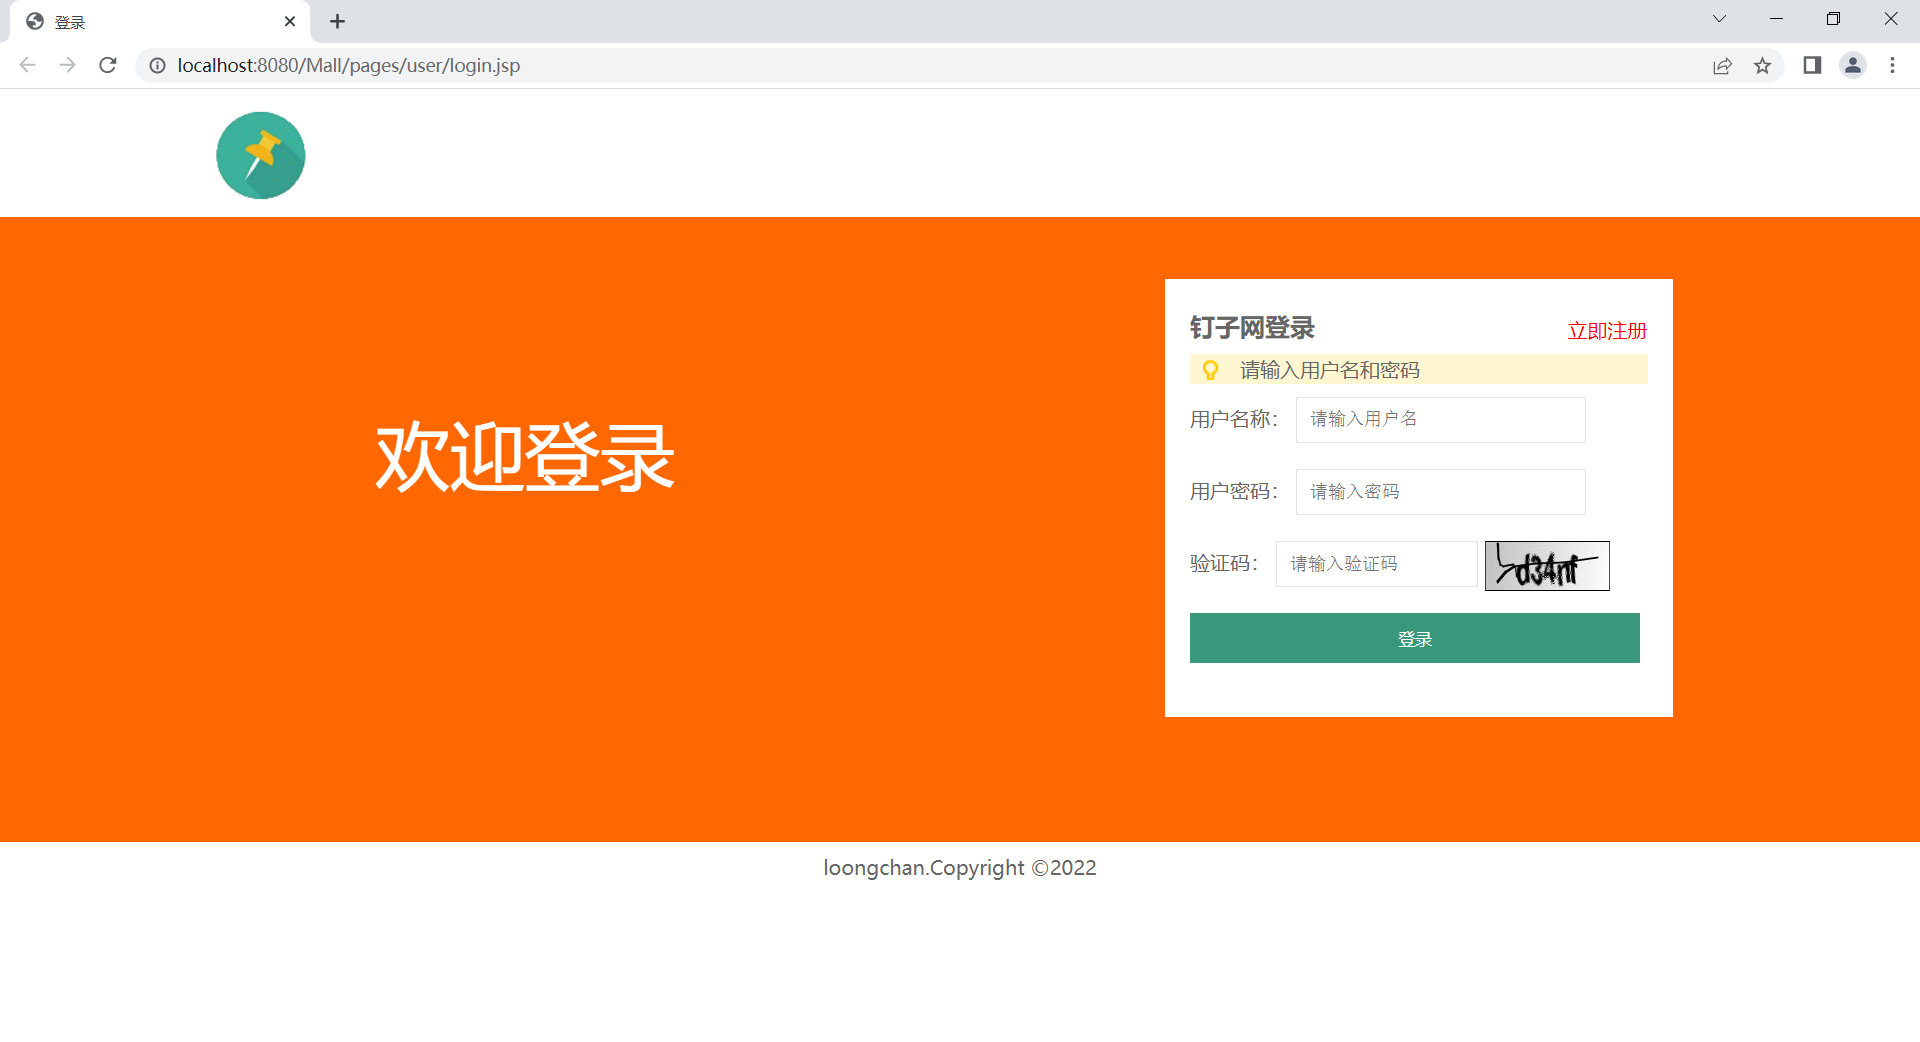 登录
localhost:8080/Mall/pages/user/login.jsp
欢迎登录
钉子网登录
立即注册
请输入用户名和密码
用户名称：
请输入用户名
用户密码：
请输入密码
验证码：
请输入验证码
d34nf
登录
loongchan.Copyright ©2022